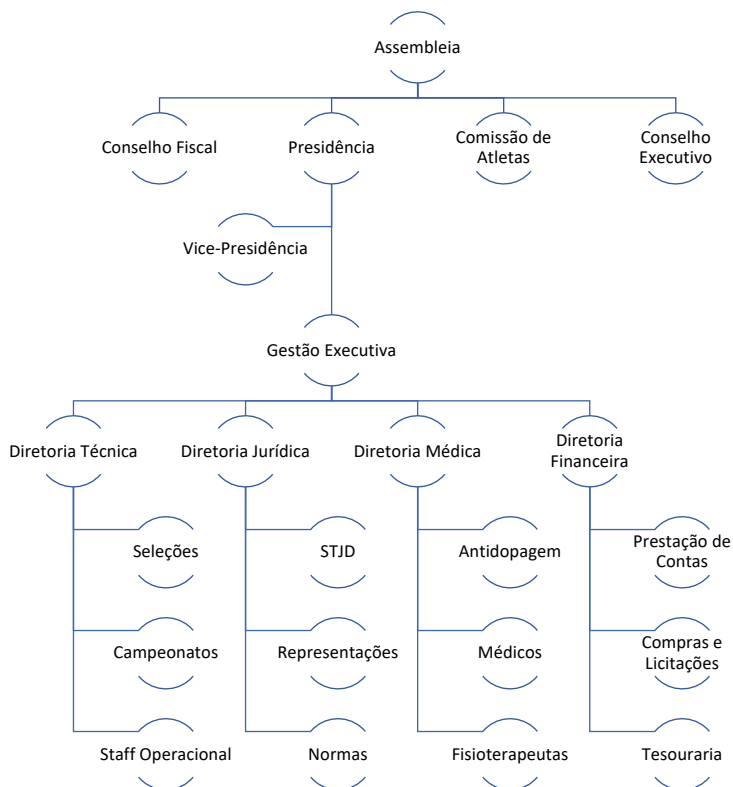 Assembleia
Conselho Fiscal
Presidência
Comissão de
Atletas
Conselho
Executivo
Vice-Presidência
Gestão Executiva
Diretoria Técnica
Diretoria Jurídica
Diretoria Médica
Diretoria
Financeira
Seleções
STJD
Antidopagem
Prestação de
Contas
Campeonatos
Representações
Médicos
Compras e
Licitações
Staff Operacional
Normas
Fisioterapeutas
Tesouraria